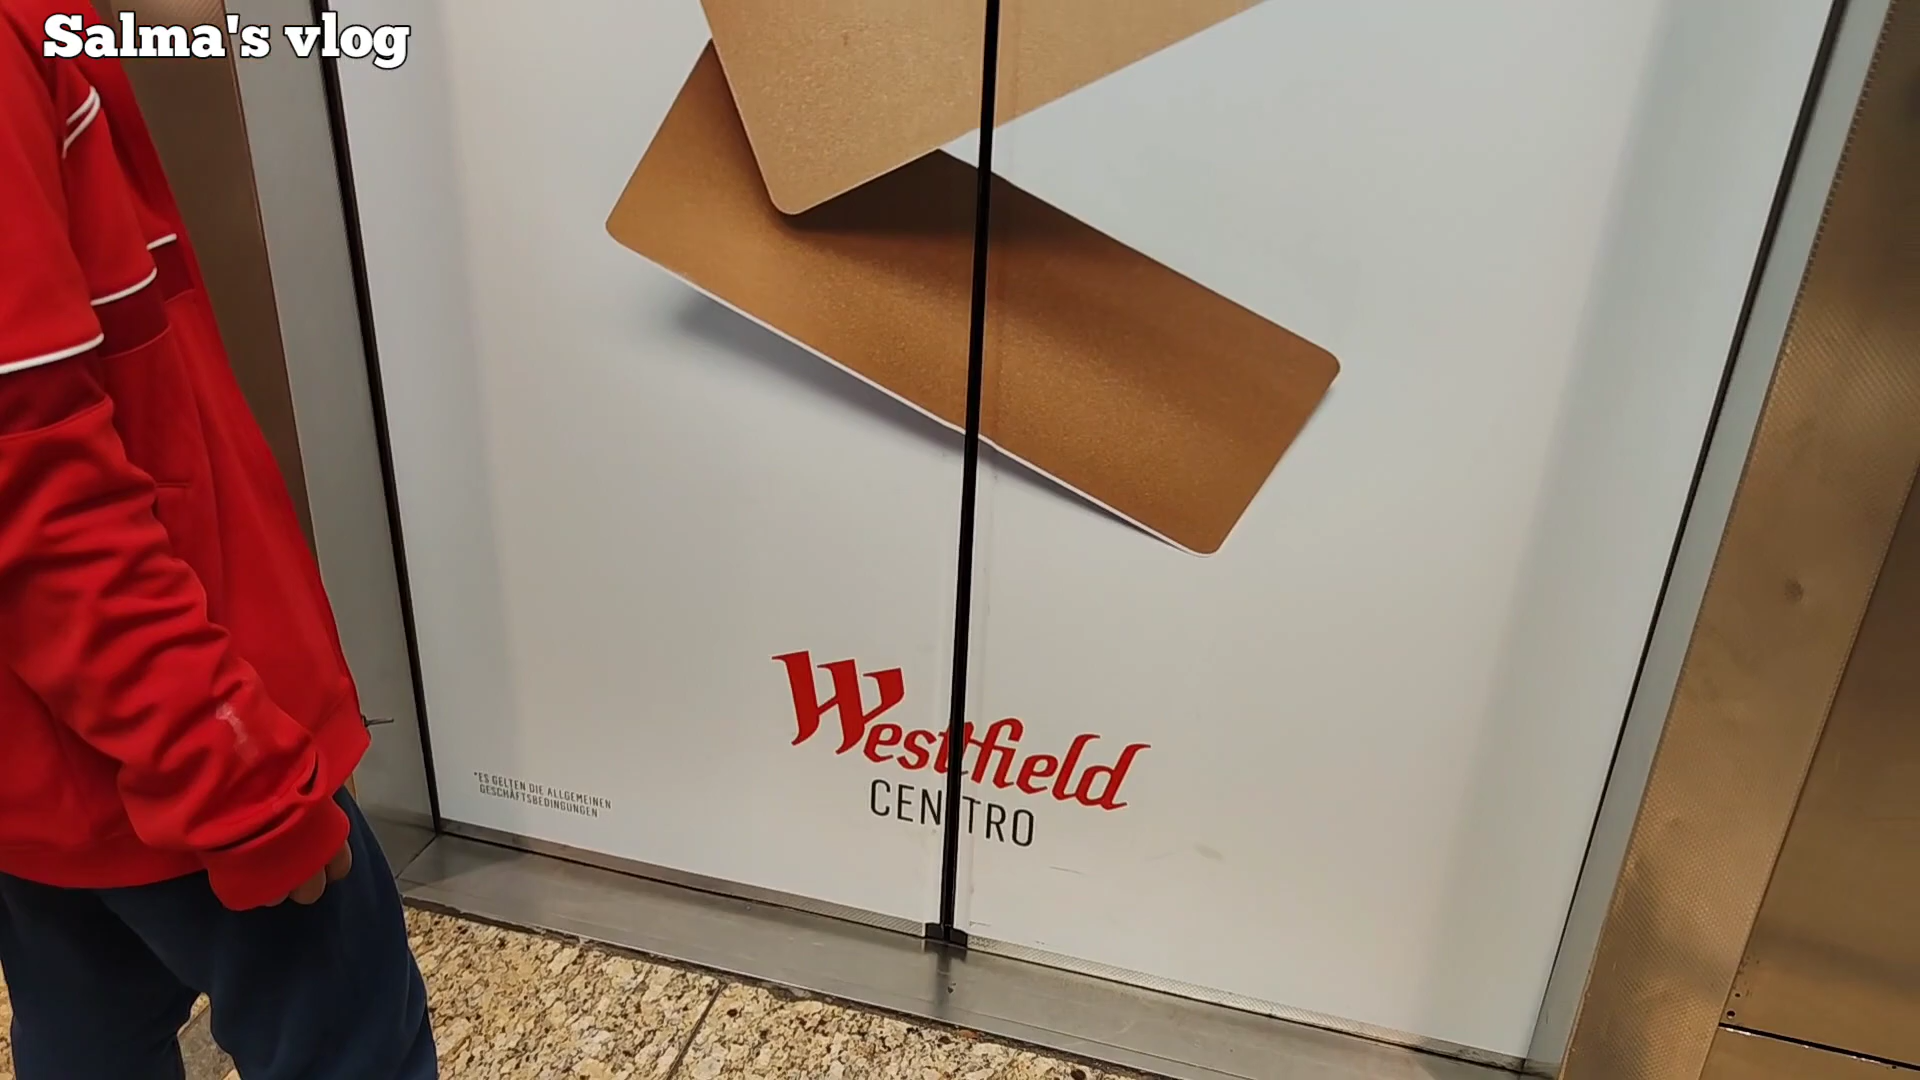 Salma's vlog
Westfield
CENTRO
*ES GELTEN DIE ALLGEMEINEN
GESCHÄFTSBEDINGUNGEN